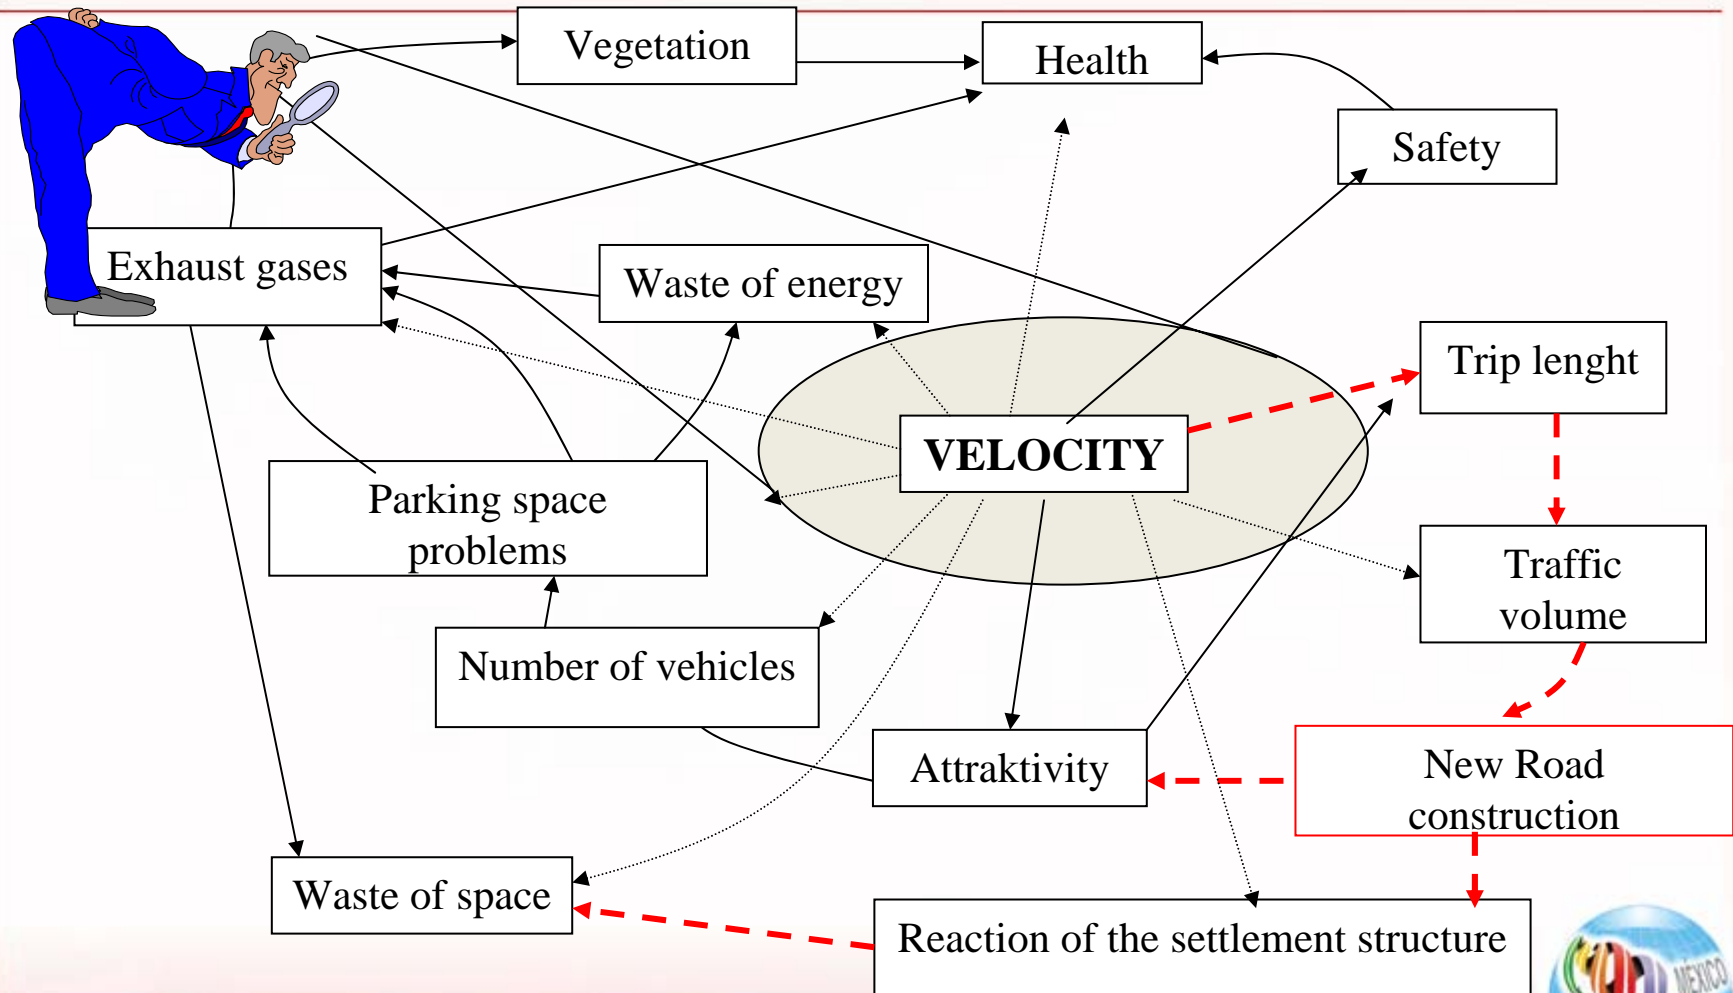 Vegetation
Health
Safety
Exhaust gases
Waste of energy
Trip lenght
VELOCITY
Parking space
problems
Traffic
volume
Number of vehicles
Attraktivity
New Road
construction
Waste of space
Reaction of the settlement structure
MÉXICO